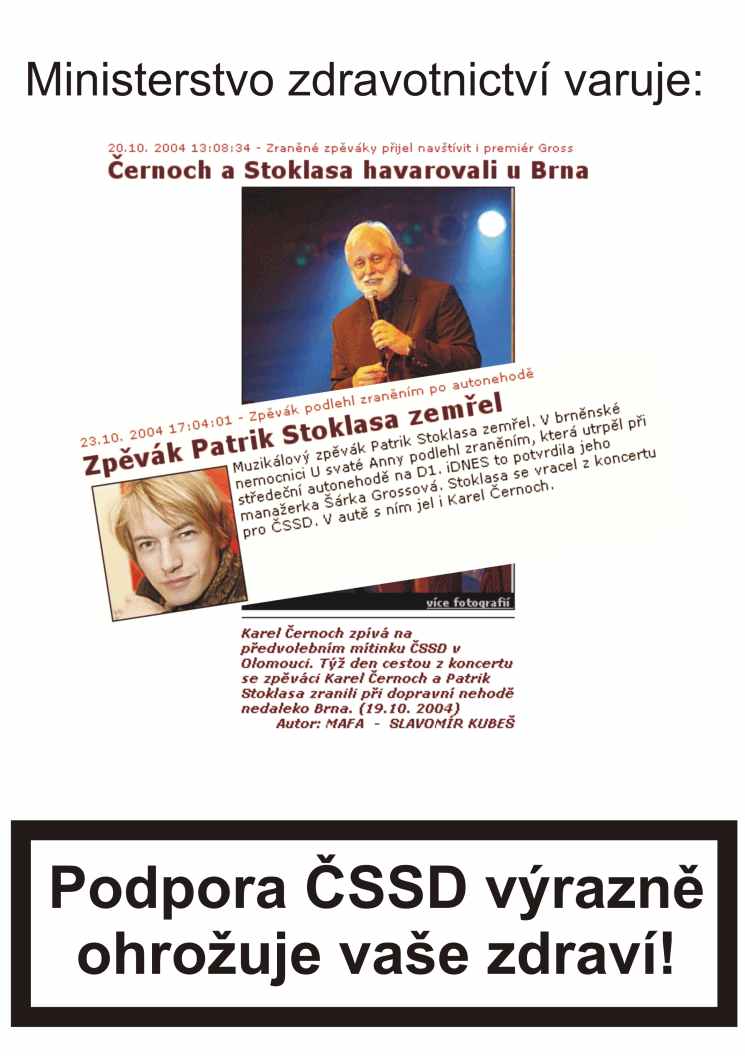 Ministerstvo zdravotnictví varuje:
20.10. 2004 13:08:34 - Zraněné zpěváky přijel navštívit i premiér Gross
Černoch a Stoklasa havarovali u Brna
23.10. 2004 17:04:01 - Zpěvák podlehl zraněním po autonehodě
Zpěvák Patrik Stoklasa zemřel
Muzikálový zpěvák Patrik Stoklasa zemřel. V brněnské
nemocnici U svaté Anny podlehl zraněním, která utrpěl při
středeční autonehodě na D1. iDNES to potvrdila jeho
manažerka Šárka Grossová. Stoklasa se vracel z koncertu
pro ČSSD. V autě s ním jel i Karel Černoch.
více fotografií
Karel Černoch zpívá na
předvolebním mítinku ČSSD v
Olomouci. Týž den cestou z koncertu
se zpěváci Karel Černoch a Patrik
Stoklasa zranili při dopravní nehodě
nedaleko Brna. (19.10. 2004)
Autor: MAFA - SLAVOMÍR KUBEŠ
Podpora ČSSD výrazně
ohrožuje vaše zdraví!